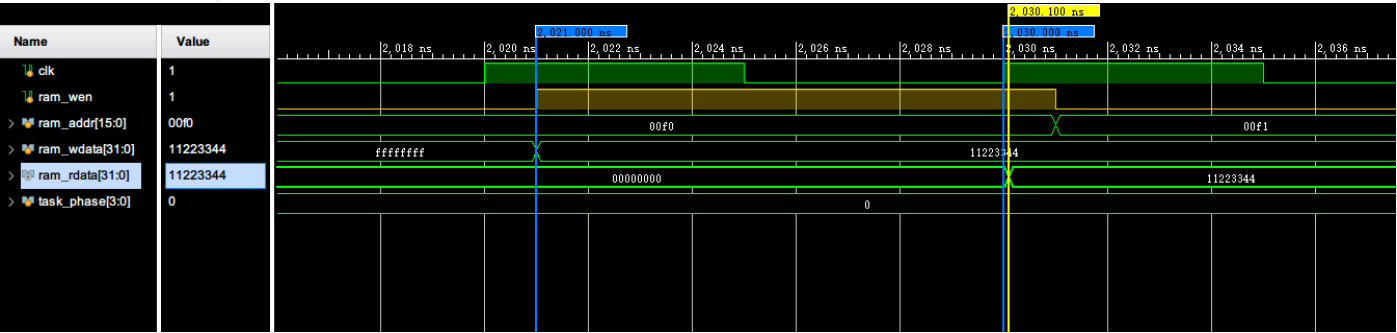 2,030.100 ns
2,021.000 ns 2,030.000 ns
Name Value
2,018 ns 2,020 ns 2,022 ns 2,024 ns 2,026 ns 2,028 ns 2,030 ns 2,032 ns 2,034 ns 2,036 ns
clk 1
ram_wen 1
ram_addr[15:0] 00f0 00f0 00f1
ram_wdata[31:0] 11223344 ffffffff 11223344
ram_rdata[31:0] 11223344 00000000 11223344
task_phase[3:0] 0 0